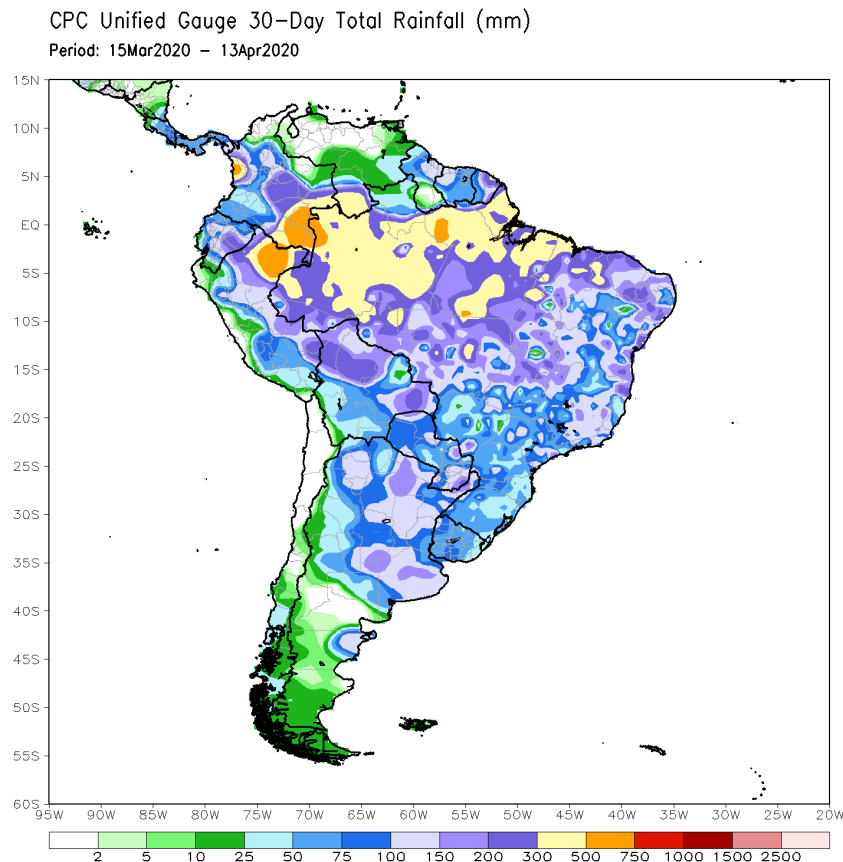 CPC Unified Gauge 30-Day Total Rainfall (mm)
Period: 15Mar2020 - 13Apr2020
15N
10N
5N
EQ
5S
10S
15S
20S
25S
30S
35S
40S
45S
50S
55S
60S
95W 90W 85W 80W 75W 70W 65W 60W 55W 50W 45W 40W 35W 30W 25W 20W
2 5 10 25 50 75 100 150 200 300 500 750 1000 1500 2500